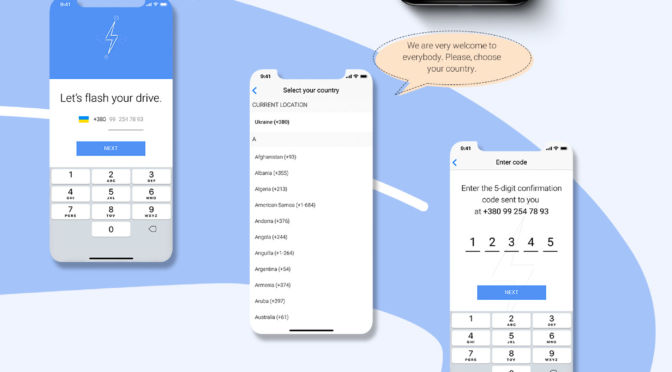 9:41
Let's flash your drive.
+380 99 254 78 93
NEXT
1 2 3
ABC DEF
4 5 6
GHI JKL MNO
7 8 9
PQRS TUV WXYZ
0
We are very welcome to
everybody. Please, choose
your country.
9:41
Select your country
CURRENT LOCATION
Ukraine (+380)
A
Afghanistan (+93)
Albania (+355)
Algeria (+213)
American Samoa (+1-684)
Andorra (+376)
Angola (+244)
Anguilla (+1-264)
Argentina (+54)
Armenia (+374)
Aruba (+297)
Australia (+61)
9:41
Enter code
Enter the 5-digit confirmation
code sent to you
at +380 99 254 78 93
1 2 3 4 5
NEXT
1 2 3
ABC DEF
4 5 6
GHI JKL MNO
7 8 9
PQRS TUV WXYZ